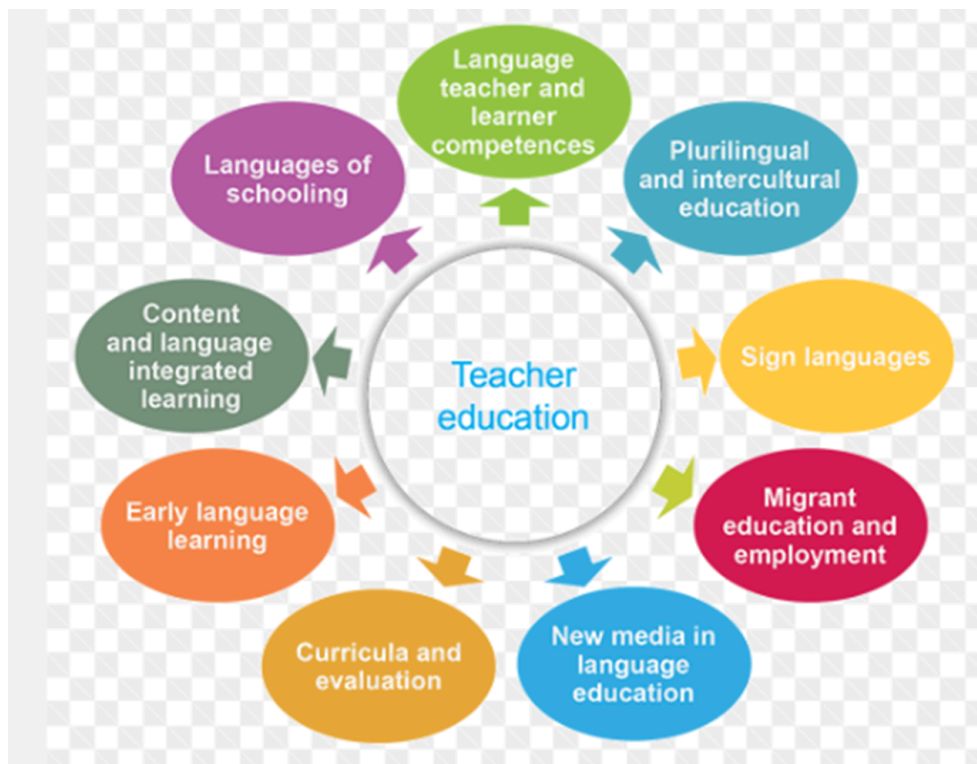 Language
teacher and
learner
competences
Plurilingual
and intercultural
education
Sign languages
Migrant
education and
employment
New media in
language
education
Curricula and
evaluation
Early language
learning
Content
and language
integrated
learning
Languages of
schooling
Teacher
education